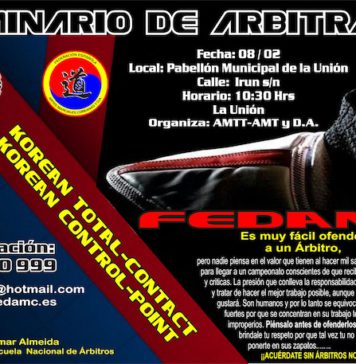 MINARIO DE ARBITRA
Fecha: 08 / 02
Local: Pabellón Municipal de la Unión
Calle: Irun s/n
Horario: 10:30 Hrs
La Unión
Organiza: AMTT-AMT y D.A.
道
KOREAN TOTAL-CONTACT
KOREAN CONTROL-POINT
FEDAM
Es muy fácil ofende
a un Árbitro,
pero nadie piensa en el valor que tienen al hacer mil sa
para llegar a un campeonato conscientes de que reci
y críticas. La presión que conlleva la responsabilidad
y tratar de hacer el mejor trabajo posible, aunque
gustará. Son humanos y por lo tanto se equivoc
fuertes por que se concentran en su trabajo
improperios. Piénsalo antes de ofenderlos
bríndale tu respeto por que tal vez tu no
ponerte en sus zapatos.......
¡¡ACUÉRDATE SIN ÁRBITROS NO
ación:
0 999
@hotmail.com
edamc.es
mar Almeida
cuela Nacional de Árbitros